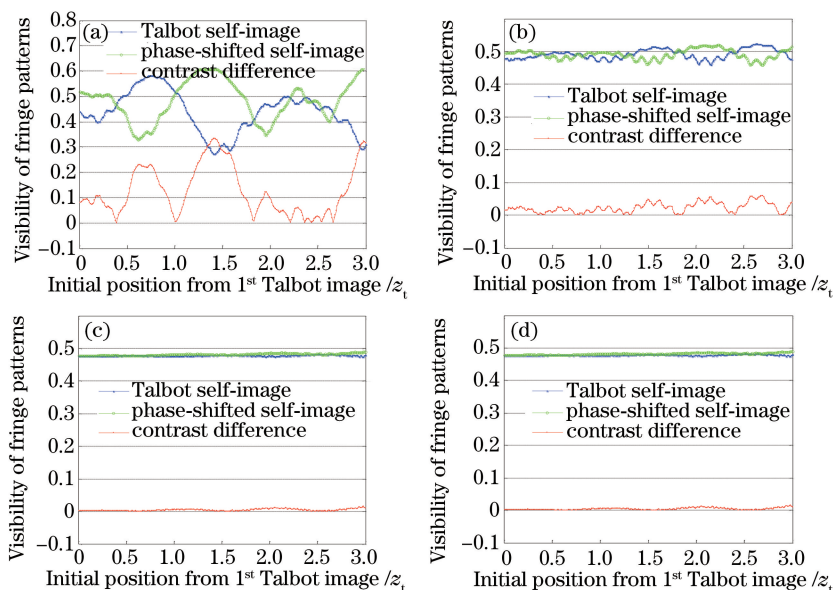 (a)
Talbot self-image
phase-shifted self-image
contrast difference
0.8
0.7
0.6
0.5
0.4
0.3
0.2
0.1
0
−0.1
Visibility of fringe patterns
0 0.5 1.0 1.5 2.0 2.5 3.0
Initial position from 1st Talbot image /zt
(b)
Talbot self-image
phase-shifted self-image
contrast difference
0.5
0.4
0.3
0.2
0.1
0
−0.1
Visibility of fringe patterns
0 0.5 1.0 1.5 2.0 2.5 3.0
Initial position from 1st Talbot image /zt
(c)
Talbot self-image
phase-shifted self-image
contrast difference
0.5
0.4
0.3
0.2
0.1
0
−0.1
Visibility of fringe patterns
0 0.5 1.0 1.5 2.0 2.5 3.0
Initial position from 1st Talbot image /zt
(d)
Talbot self-image
phase-shifted self-image
contrast difference
0.5
0.4
0.3
0.2
0.1
0
−0.1
Visibility of fringe patterns
0 0.5 1.0 1.5 2.0 2.5 3.0
Initial position from 1st Talbot image /zt